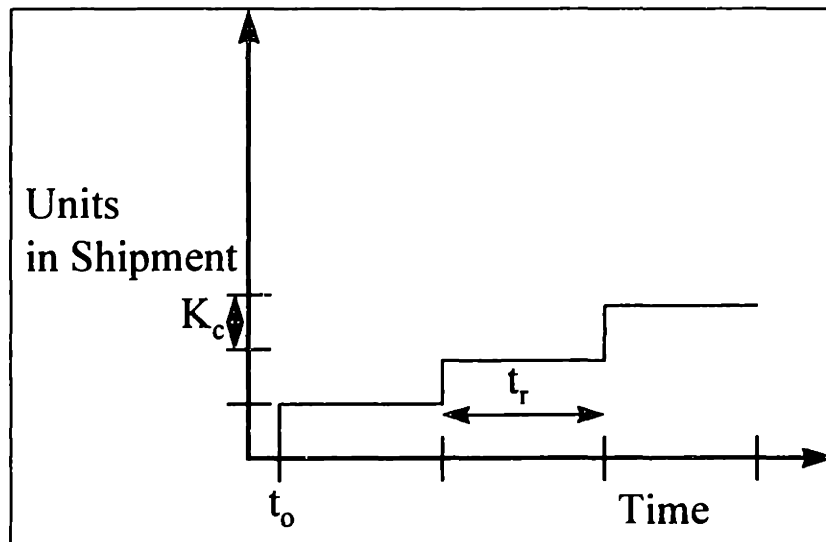 Units
in Shipment
K_c
t_r
t_o
Time